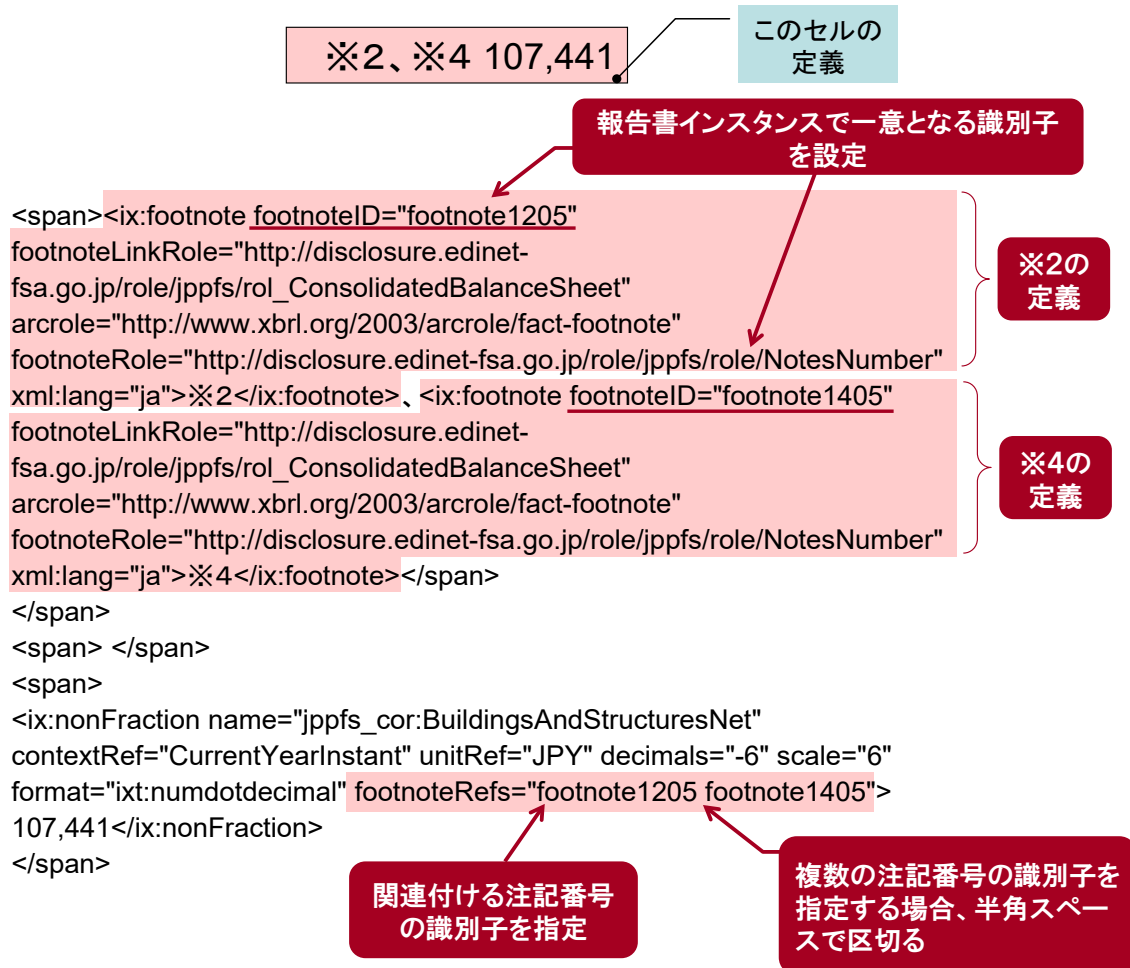 ※2、※4 107,441
このセルの
定義
報告書インスタンスで一意となる識別子
を設定
<span><ix:footnote footnoteID="footnote1205"
footnoteLinkRole="http://disclosure.edinet-
fsa.go.jp/role/jppfs/rol_ConsolidatedBalanceSheet"
arcrole="http://www.xbrl.org/2003/arcrole/fact-footnote"
footnoteRole="http://disclosure.edinet-fsa.go.jp/role/jppfs/role/NotesNumber"
xml:lang="ja">※2</ix:footnote>、<ix:footnote footnoteID="footnote1405"
footnoteLinkRole="http://disclosure.edinet-
fsa.go.jp/role/jppfs/rol_ConsolidatedBalanceSheet"
arcrole="http://www.xbrl.org/2003/arcrole/fact-footnote"
footnoteRole="http://disclosure.edinet-fsa.go.jp/role/jppfs/role/NotesNumber"
xml:lang="ja">※4</ix:footnote></span>
</span>
<span> </span>
<span>
<ix:nonFraction name="jppfs_cor:BuildingsAndStructuresNet"
contextRef="CurrentYearInstant" unitRef="JPY" decimals="-6" scale="6"
format="ixt:numdotdecimal" footnoteRefs="footnote1205 footnote1405">
107,441</ix:nonFraction>
</span>
※2の
定義
※4の
定義
関連付ける注記番号
の識別子を指定
複数の注記番号の識別子を
指定する場合、半角スペー
スで区切る